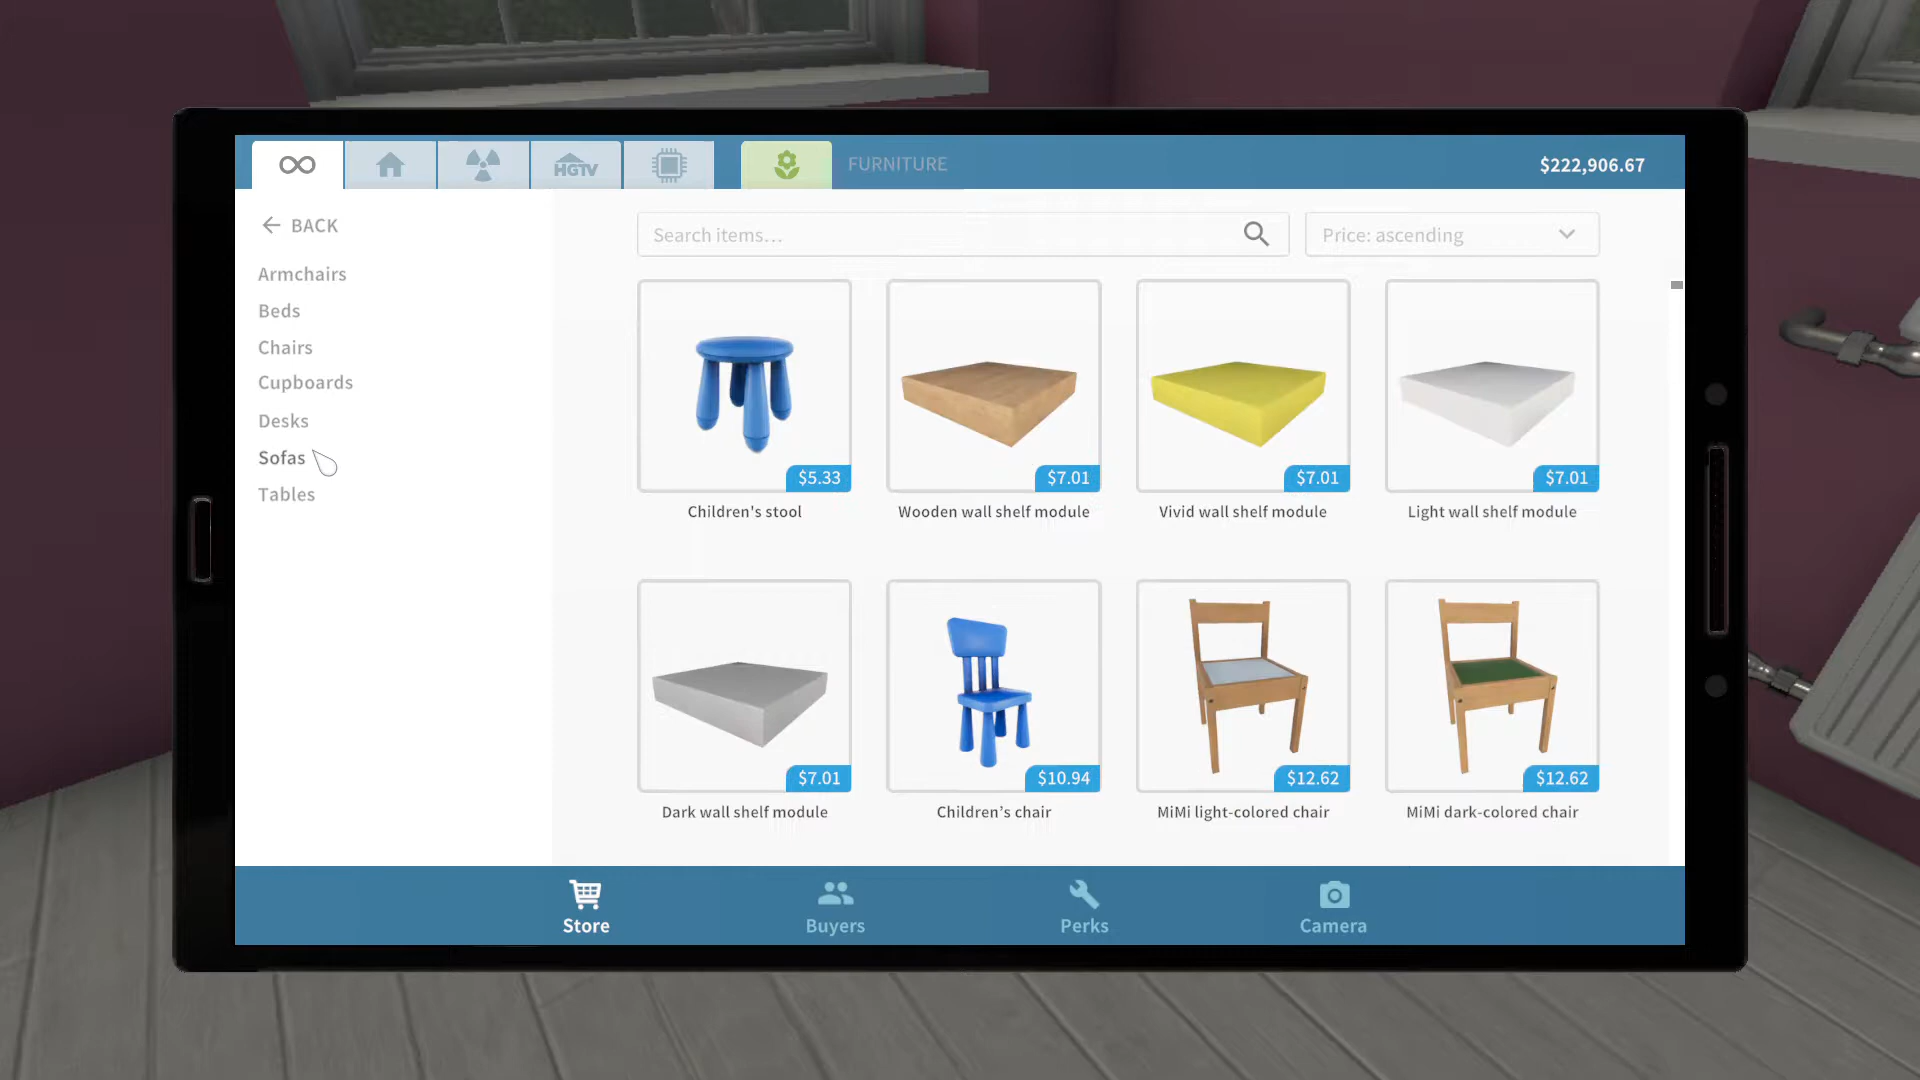 HGTV
FURNITURE
$222,906.67
BACK
Search items...
Price: ascending
Armchairs
Beds
Chairs
Cupboards
Desks
Sofas
Tables
$5.33
$7.01
$7.01
$7.01
Children's stool
Wooden wall shelf module
Vivid wall shelf module
Light wall shelf module
$7.01
$10.94
$12.62
$12.62
Dark wall shelf module
Children’s chair
MiMi light-colored chair
MiMi dark-colored chair
Store
Buyers
Perks
Camera